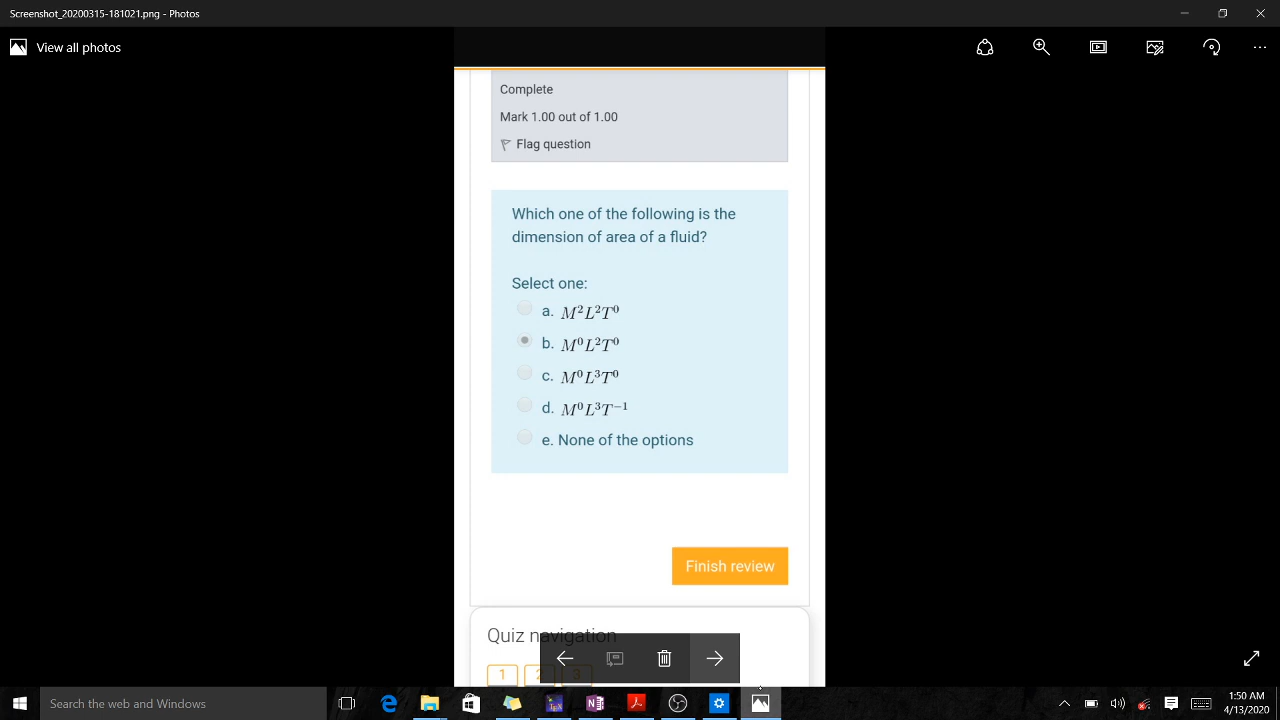 Screenshot_20200315-181021.png - Photos
View all photos
Complete
Mark 1.00 out of 1.00
Flag question
Which one of the following is the
dimension of area of a fluid?
Select one:
a. M²L²T⁰
b. M⁰L²T⁰
c. M⁰L³T⁰
d. M⁰L³T⁻¹
e. None of the options
Finish review
Quiz navigation
1 2 3
Search the web and Windows
1:50 AM
4/13/2020